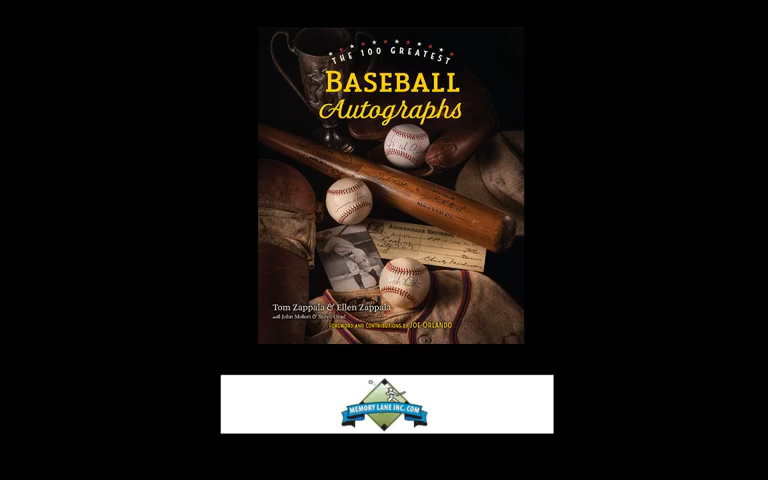 THE 100 GREATEST
BASEBALL
Autographs
Tom Zappala & Ellen Zappala
with John Molori & Steve Grad
FOREWORD AND CONTRIBUTIONS BY JOE ORLANDO
MEMORY LANE INC. COM